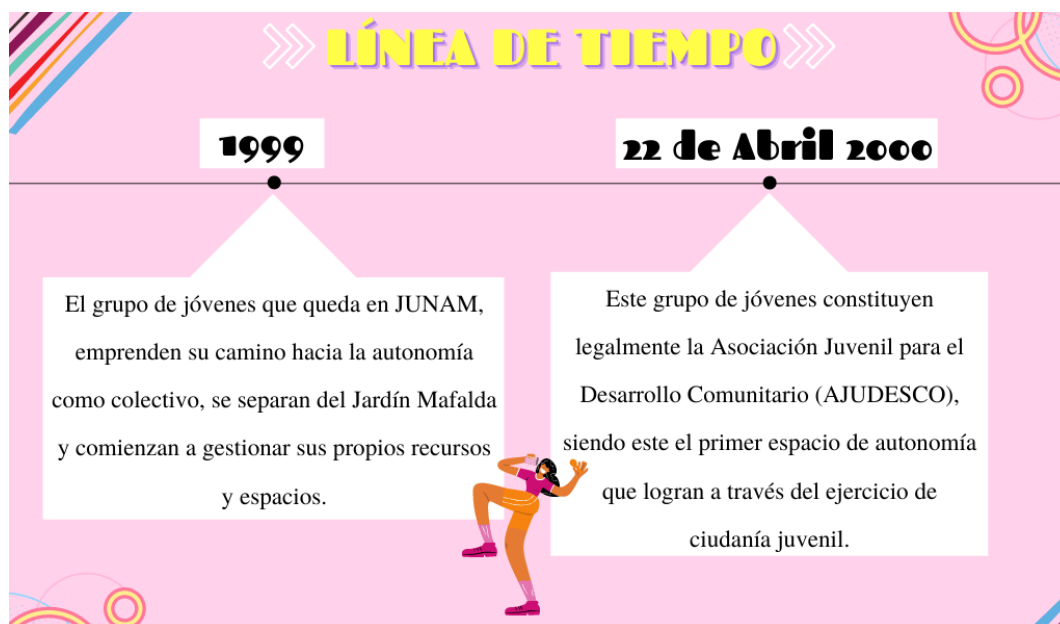 LÍNEA DE TIEMPO
1999
El grupo de jóvenes que queda en JUNAM,
emprenden su camino hacia la autonomía
como colectivo, se separan del Jardín Mafalda
y comienzan a gestionar sus propios recursos
y espacios.
22 de Abril 2000
Este grupo de jóvenes constituyen
legalmente la Asociación Juvenil para el
Desarrollo Comunitario (AJUDESCO),
siendo este el primer espacio de autonomía
que logran a través del ejercicio de
ciudanía juvenil.